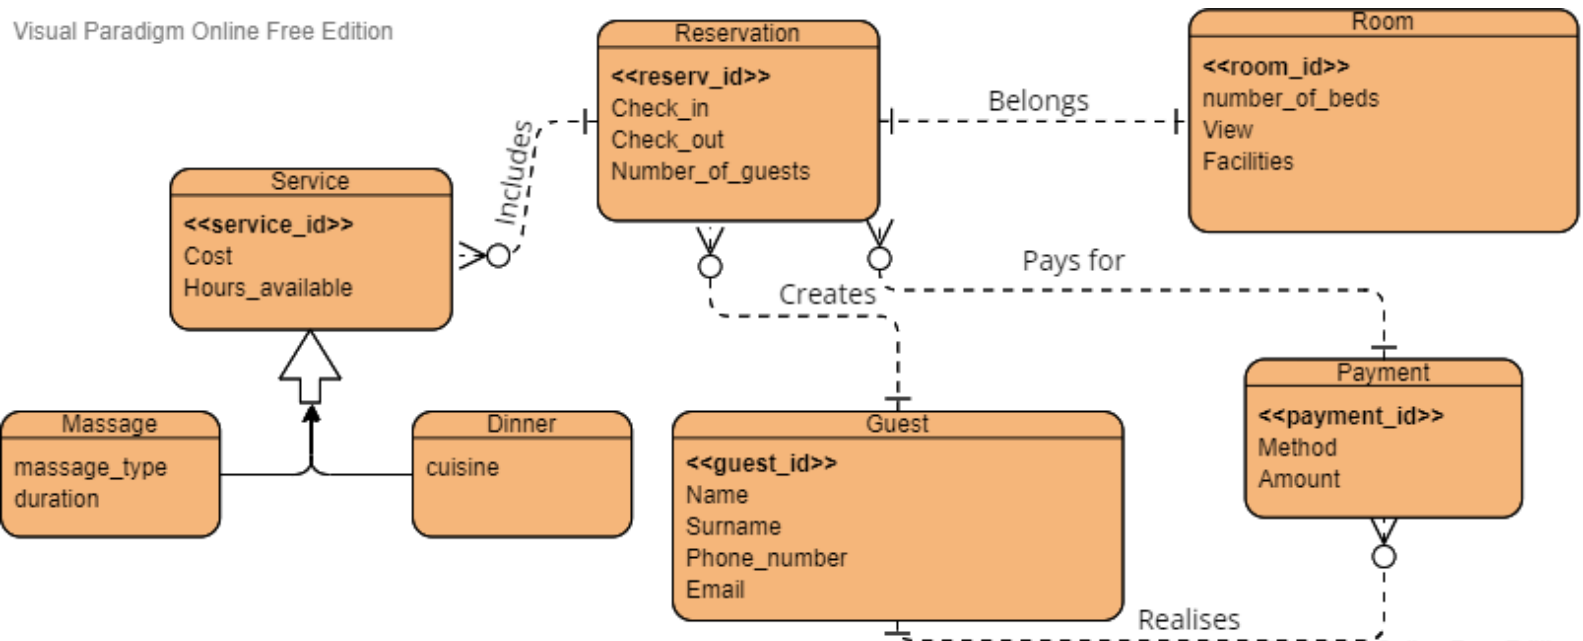 Visual Paradigm Online Free Edition
Reservation
<<reserv_id>>
Check_in
Check_out
Number_of_guests
Belongs
Room
<<room_id>>
number_of_beds
View
Facilities
Includes
Service
<<service_id>>
Cost
Hours_available
Creates
Pays for
Massage
massage_type
duration
Dinner
cuisine
Guest
<<guest_id>>
Name
Surname
Phone_number
Email
Payment
<<payment_id>>
Method
Amount
Realises